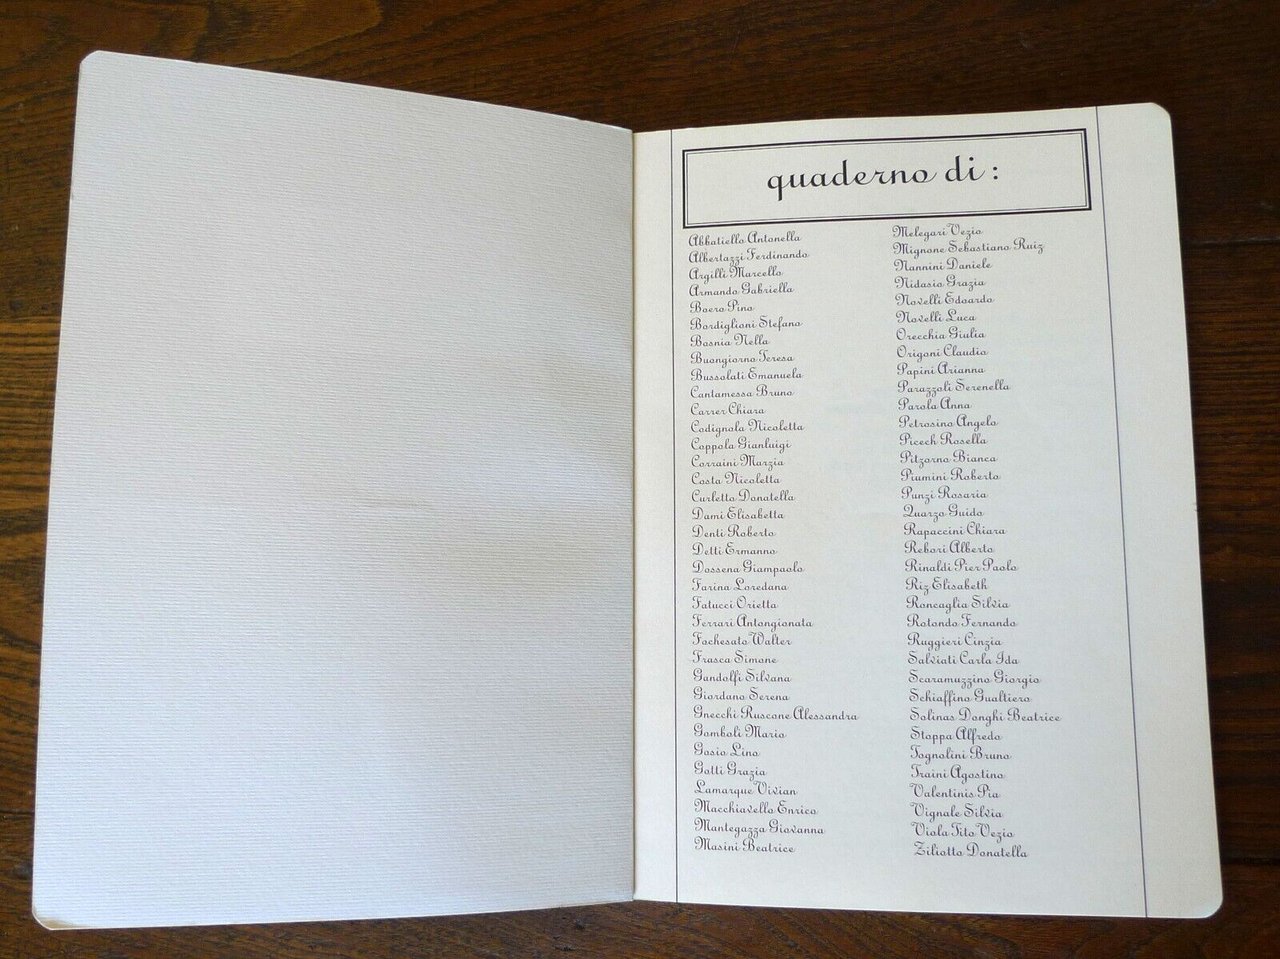 quaderno di :
Abbatiello Antonella
Albertazzi Ferdinando
Argilli Marcello
Armando Gabriella
Boero Pino
Bordiglioni Stefano
Bosnia Nella
Buongiorno Teresa
Bussolati Emanuela
Cantamessa Bruno
Carrer Chiara
Codignola Nicoletta
Coppola Gianluigi
Corraini Marzia
Costa Nicoletta
Curletto Donatella
Dami Elisabetta
Denti Roberto
Detti Ermanno
Dossena Giampaolo
Farina Loredana
Fatucci Orietta
Ferrari Antongionata
Fochesato Walter
Frasca Simone
Gandolfi Silvana
Giordano Serena
Gnecchi Ruscone Alessandra
Gomboli Mario
Gosio Lino
Gotti Grazia
Lamarque Vivian
Macchiavello Enrico
Mantegazza Giovanna
Masini Beatrice
Melegari Vezio
Mignone Sebastiano Ruiz
Nannini Daniele
Nidasio Grazia
Novelli Edoardo
Novelli Luca
Orecchia Giulia
Origoni Claudio
Papini Arianna
Parazzoli Serenella
Parola Anna
Petrosino Angelo
Picech Rosella
Pitzorno Bianca
Piumini Roberto
Punzi Rosaria
Quarzo Guido
Rapaccini Chiara
Rebori Alberto
Rinaldi Pier Paolo
Riz Elisabeth
Roncaglia Silvia
Rotondo Fernando
Ruggieri Cinzia
Salviati Carla Ida
Scaramuzzino Giorgio
Schiaffino Gualtiero
Solinas Donghi Beatrice
Stoppa Alfredo
Tognolini Bruno
Traini Agostino
Valentinis Pia
Vignale Silvia
Viola Tito Vezio
Ziliotto Donatella